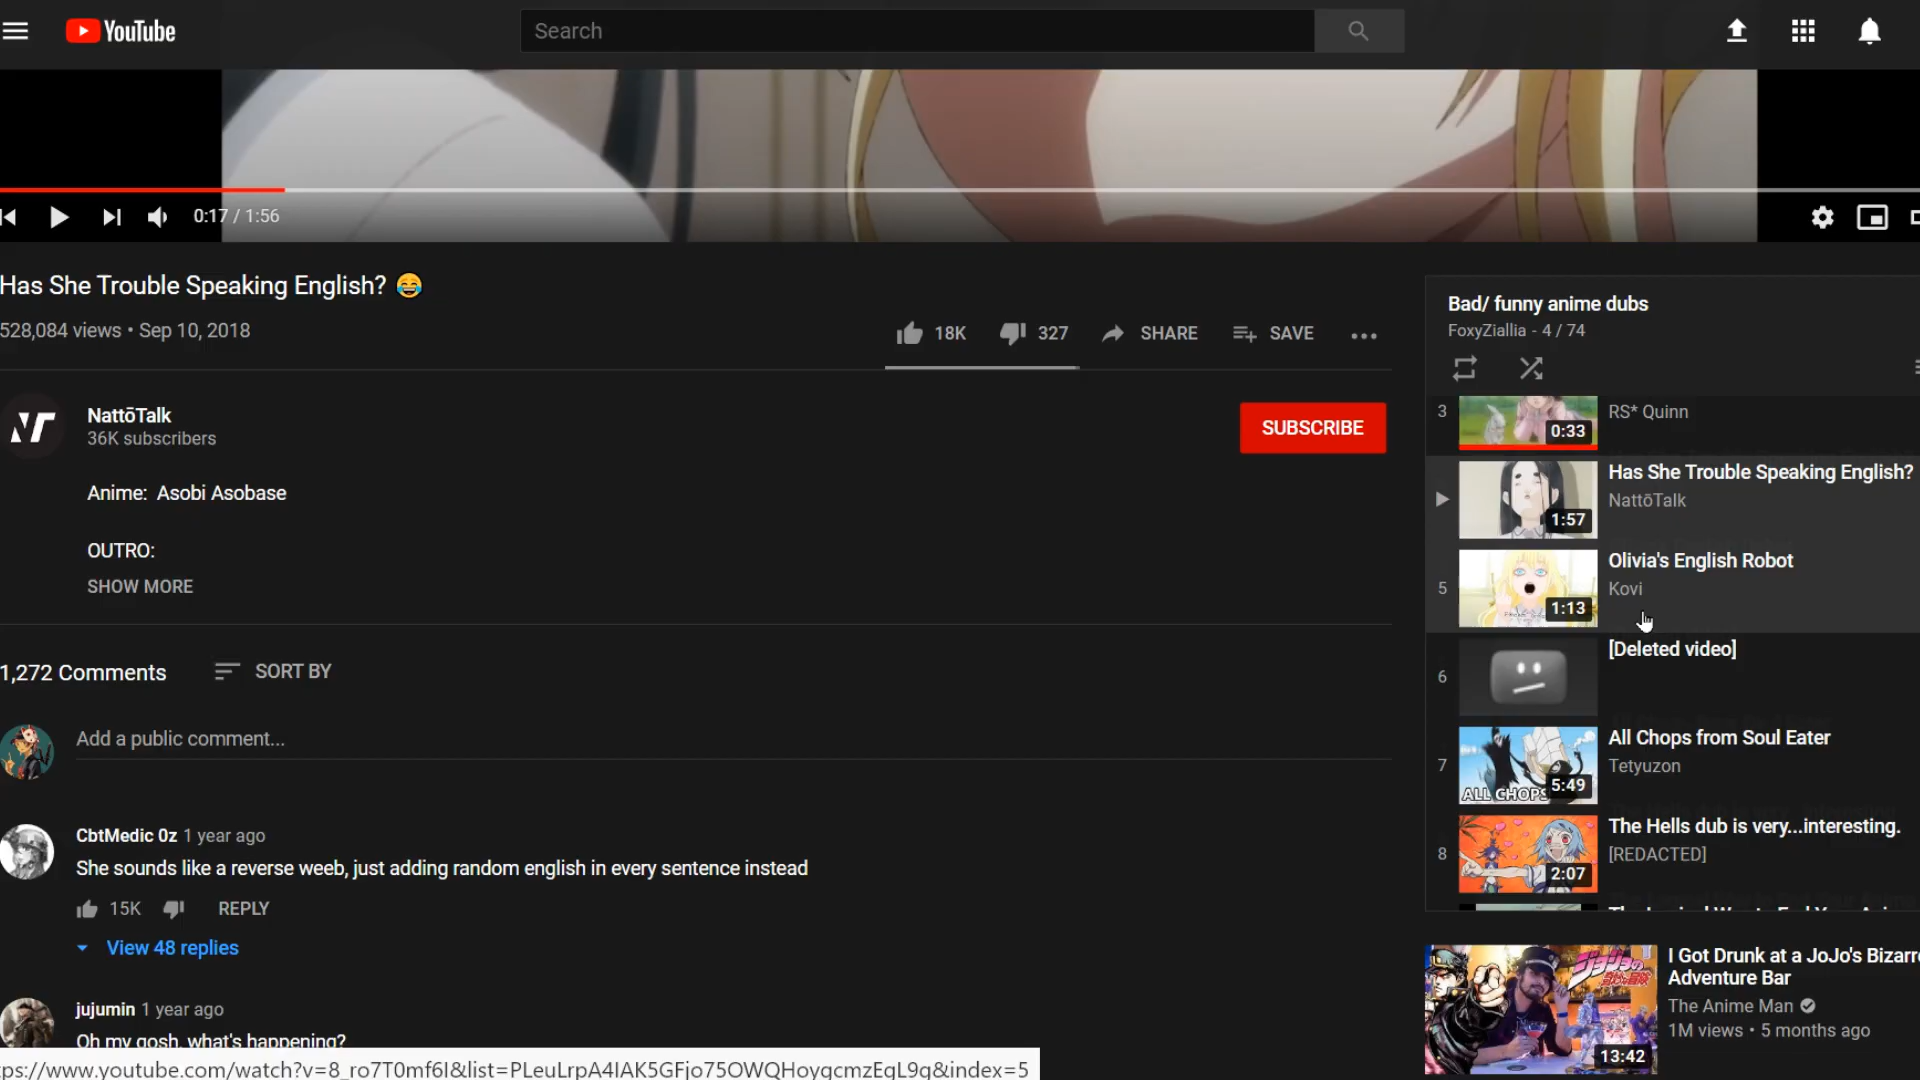 YouTube
Search
0:17 / 1:56
Has She Trouble Speaking English? 😂
528,084 views • Sep 10, 2018
18K
327
SHARE
SAVE
NattōTalk
36K subscribers
SUBSCRIBE
Anime: Asobi Asobase
OUTRO:
SHOW MORE
1,272 Comments
SORT BY
Add a public comment...
CbtMedic 0z 1 year ago
She sounds like a reverse weeb, just adding random english in every sentence instead
15K
REPLY
View 48 replies
jujumin 1 year ago
Oh my gosh, what's happening?
ps://www.youtube.com/watch?v=8_ro7T0mf6I&list=PLeuLrpA4IAK5GFjo75OWQHoygcmzEqL9q&index=5
Bad/ funny anime dubs
FoxyZiallia - 4 / 74
3
0:33
RS* Quinn
1:57
Has She Trouble Speaking English?
NattōTalk
5
1:13
Olivia's English Robot
Kovi
6
[Deleted video]
7
ALL CHOPS
5:49
All Chops from Soul Eater
Tetyuzon
8
2:07
The Hells dub is very...interesting.
[REDACTED]
ジョジョの
13:42
I Got Drunk at a JoJo's Bizarre
Adventure Bar
The Anime Man
1M views • 5 months ago